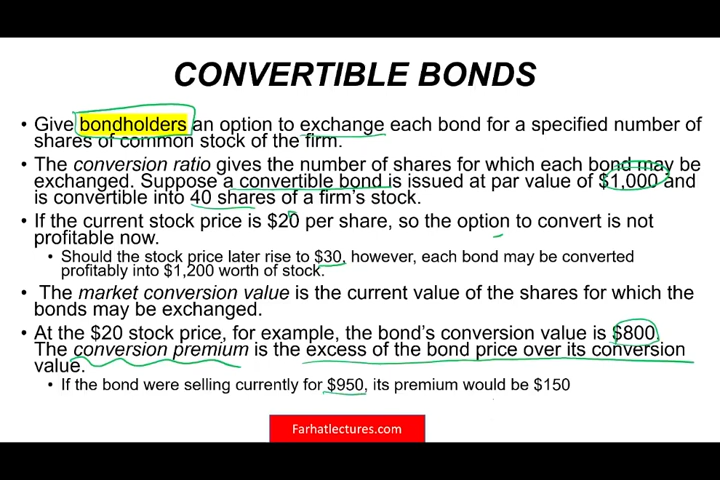 CONVERTIBLE BONDS
• Give bondholders an option to exchange each bond for a specified number of
shares of common stock of the firm.
• The conversion ratio gives the number of shares for which each bond may be
exchanged. Suppose a convertible bond is issued at par value of $1,000 and
is convertible into 40 shares of a firm's stock.
• If the current stock price is $20 per share, so the option to convert is not
profitable now.
• Should the stock price later rise to $30, however, each bond may be converted
profitably into $1,200 worth of stock.
• The market conversion value is the current value of the shares for which the
bonds may be exchanged.
• At the $20 stock price, for example, the bond's conversion value is $800.
The conversion premium is the excess of the bond price over its conversion
value.
• If the bond were selling currently for $950, its premium would be $150
Farhatlectures.com